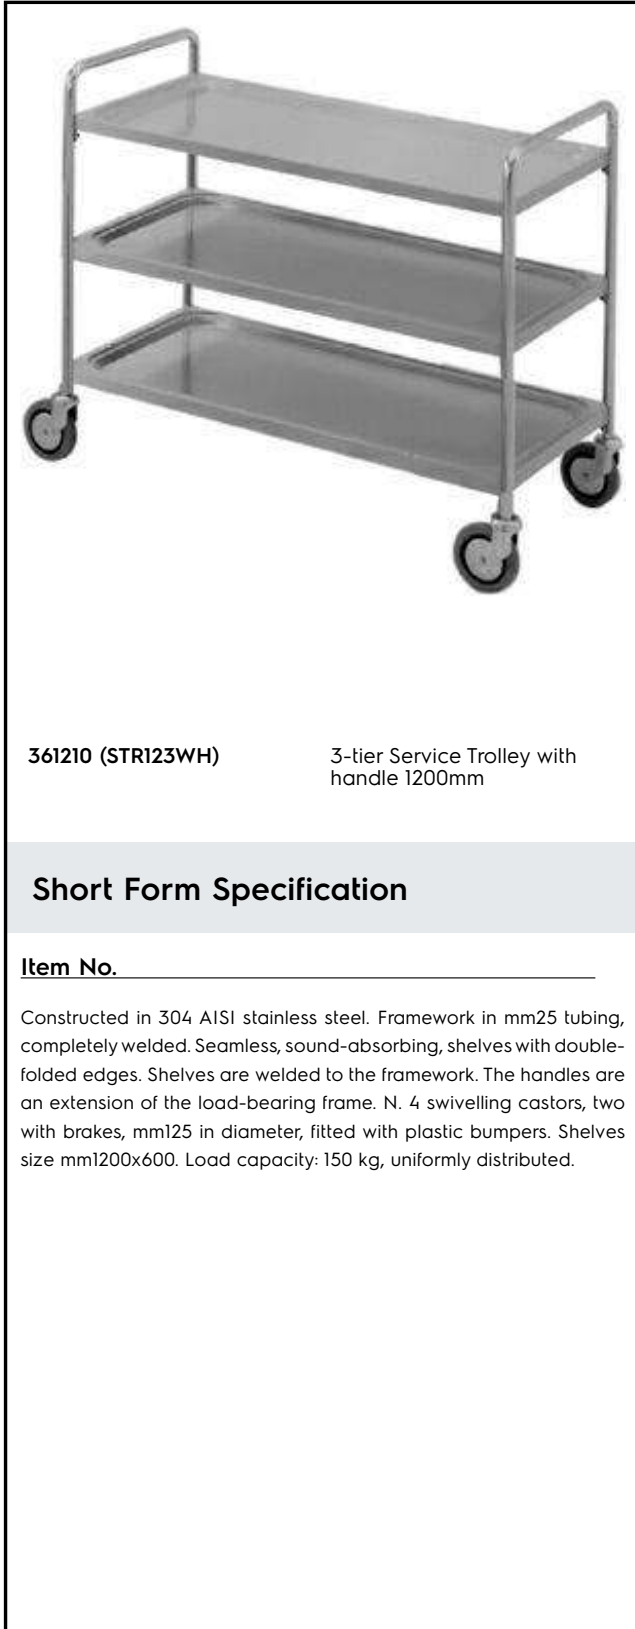 361210 (STR123WH)
3-tier Service Trolley with
handle 1200mm
Short Form Specification
Item No.
Constructed in 304 AISI stainless steel. Framework in mm25 tubing,
completely welded. Seamless, sound-absorbing, shelves with double-
folded edges. Shelves are welded to the framework. The handles are
an extension of the load-bearing frame. N. 4 swivelling castors, two
with brakes, mm125 in diameter, fitted with plastic bumpers. Shelves
size mm1200x600. Load capacity: 150 kg, uniformly distributed.